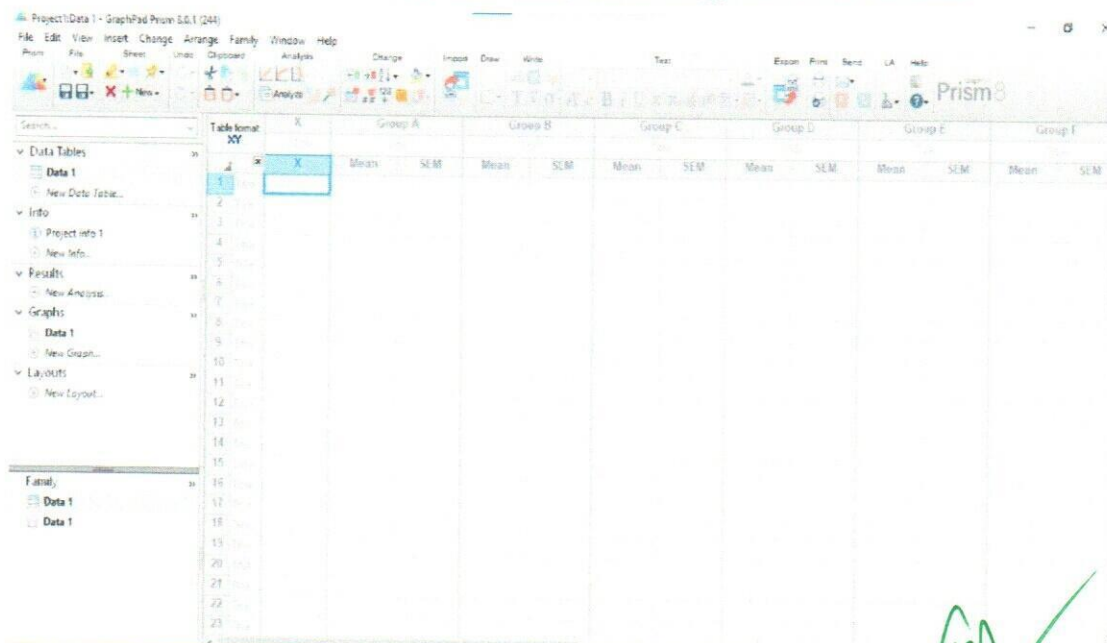 Project1:Data 1 - GraphPad Prism 8.0.1 (244)
File Edit View Insert Change Arrange Family Window Help
Prism File Sheet Undo Clipboard Analysis Change Import Draw Write Text Export Print Send LA Help
New Analyze Prism 8
Search...
Table format
XY
X Group A Group B Group C Group D Group E Group F
X Mean SEM Mean SEM Mean SEM Mean SEM Mean SEM Mean SEM
Data Tables
Data 1
New Data Table...
Info
Project info 1
New Info...
Results
New Analysis...
Graphs
Data 1
New Graph...
Layouts
New Layout...
Family
Data 1
Data 1
1
2
3
4
5
6
7
8
9
10
11
12
13
14
15
16
17
18
19
20
21
22
23